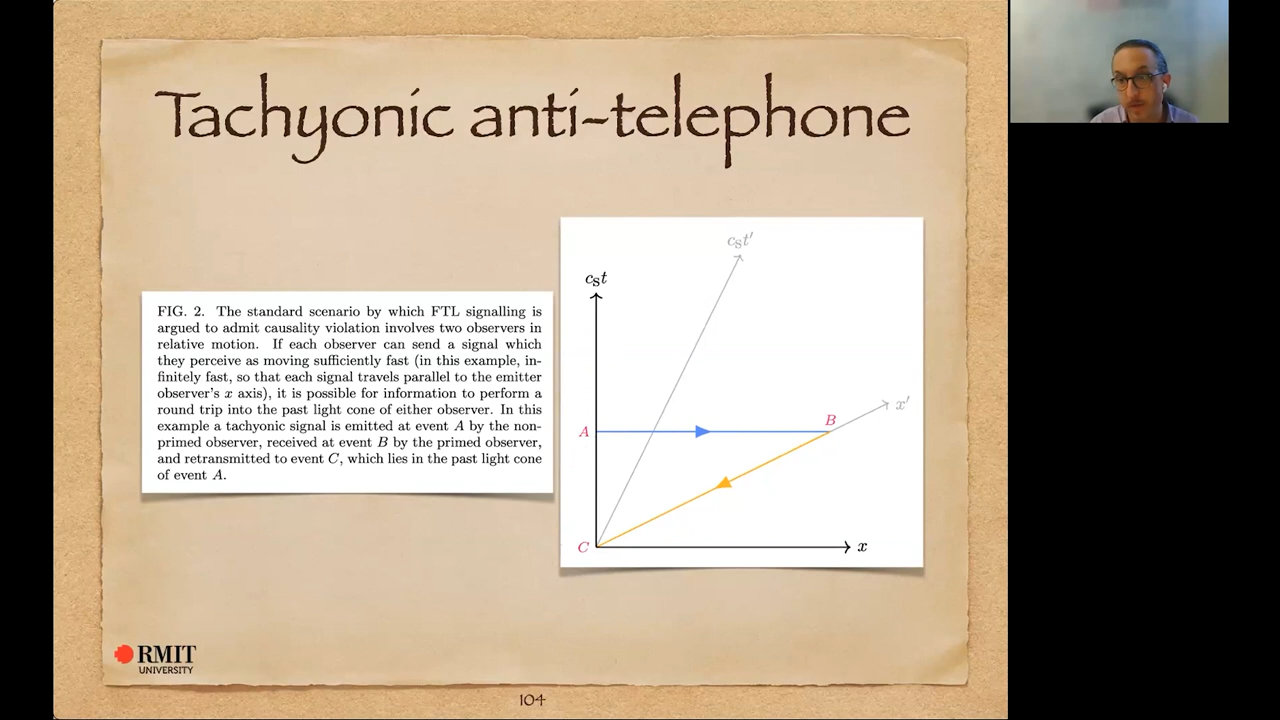 Tachyonic anti-telephone
FIG. 2. The standard scenario by which FTL signalling is
argued to admit causality violation involves two observers in
relative motion. If each observer can send a signal which
they perceive as moving sufficiently fast (in this example, in-
finitely fast, so that each signal travels parallel to the emitter
observer's x axis), it is possible for information to perform a
round trip into the past light cone of either observer. In this
example a tachyonic signal is emitted at event A by the non-
primed observer, received at event B by the primed observer,
and retransmitted to event C, which lies in the past light cone
of event A.
cₛt′
cₛt
x′
B
A
C
x
RMIT
UNIVERSITY
104